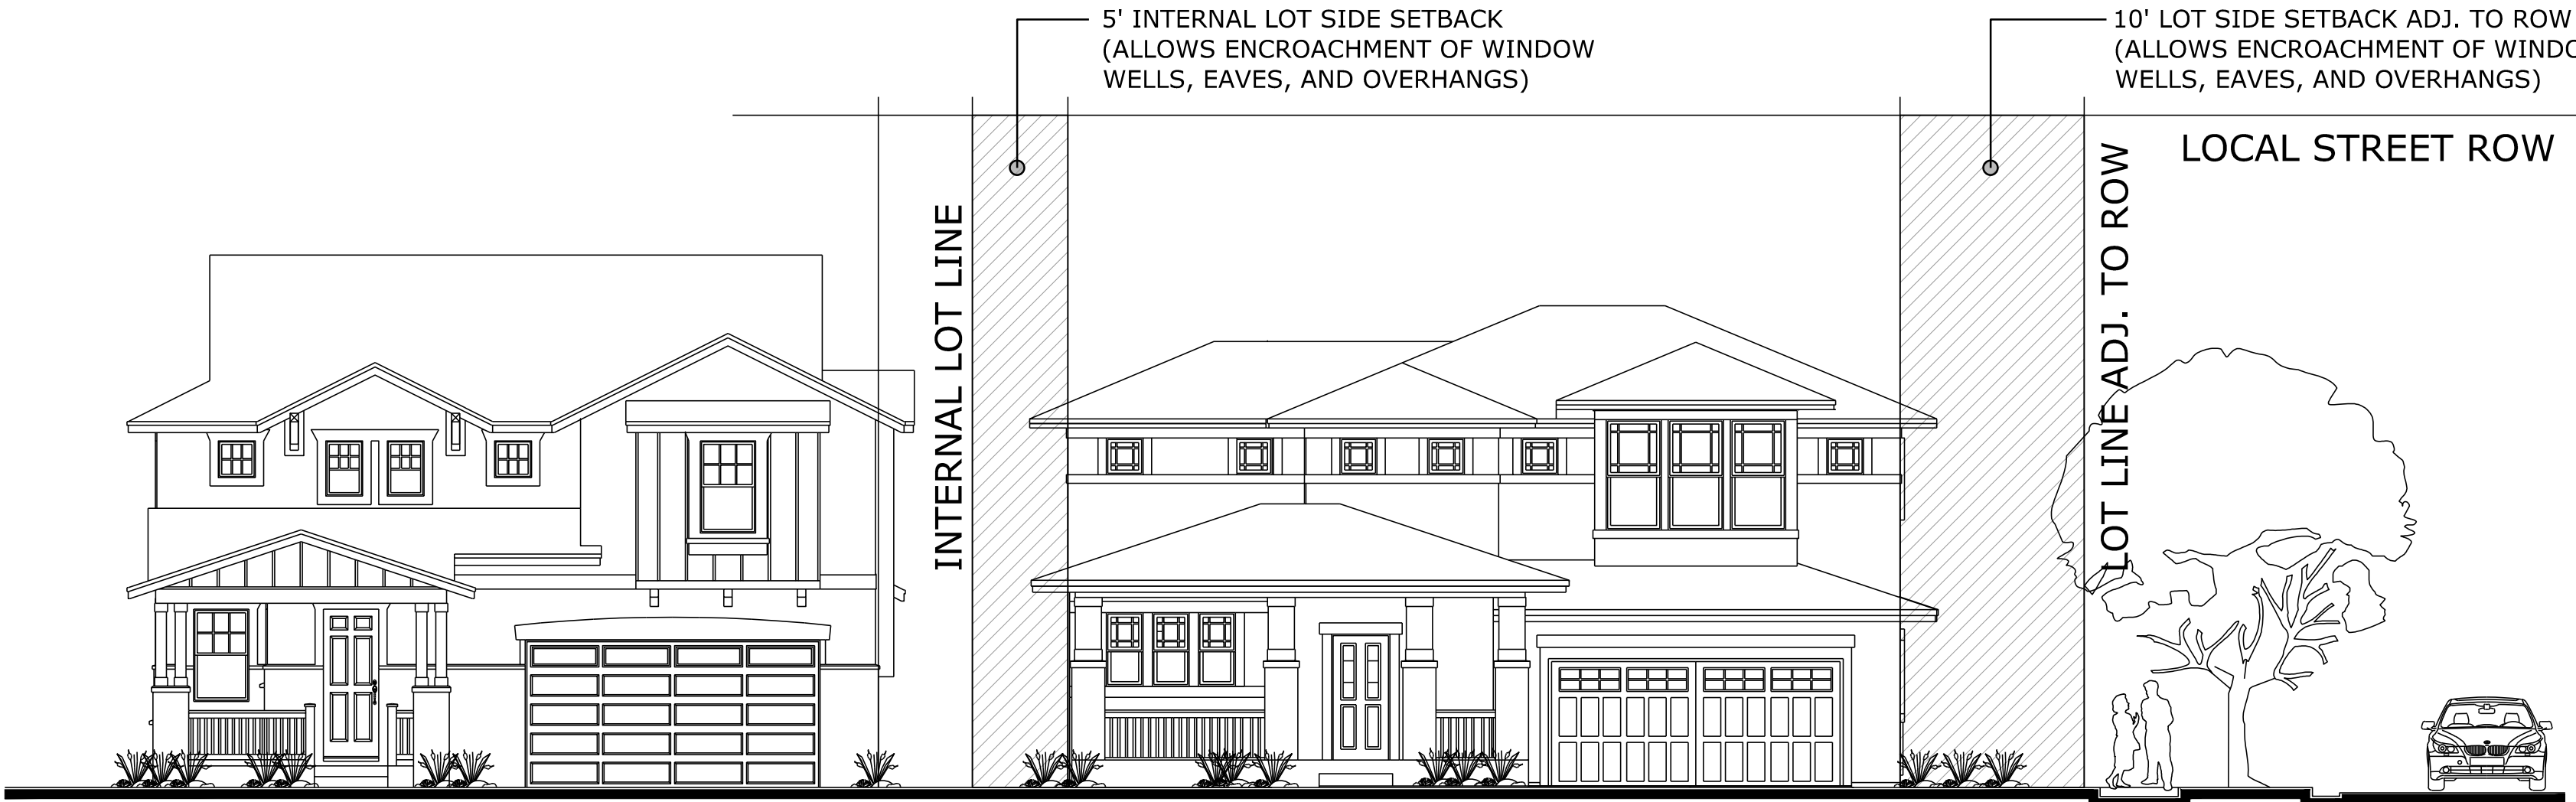 5' INTERNAL LOT SIDE SETBACK
(ALLOWS ENCROACHMENT OF WINDOW
WELLS, EAVES, AND OVERHANGS)
10' LOT SIDE SETBACK ADJ. TO ROW
(ALLOWS ENCROACHMENT OF WINDO
WELLS, EAVES, AND OVERHANGS)
LOCAL STREET ROW
INTERNAL LOT LINE
LOT LINE ADJ. TO ROW